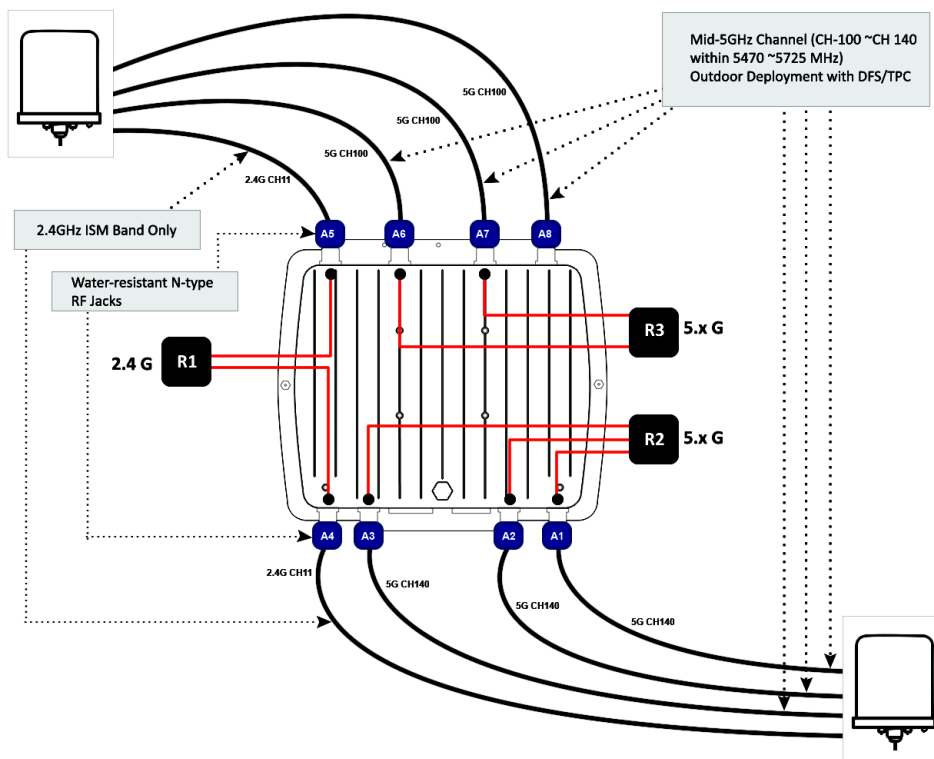 Mid-5GHz Channel (CH-100 ~CH 140
within 5470 ~5725 MHz)
Outdoor Deployment with DFS/TPC
5G CH100
5G CH100
5G CH100
2.4G CH11
2.4GHz ISM Band Only
A5
A6
A7
A8
Water-resistant N-type
RF Jacks
R3
5.x G
2.4 G
R1
R2
5.x G
A4
A3
A2
A1
2.4G CH11
5G CH140
5G CH140
5G CH140